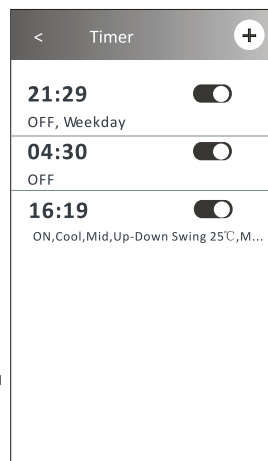 < Timer +
21:29
OFF, Weekday
04:30
OFF
16:19
ON,Cool,Mid,Up-Down Swing 25℃,M...